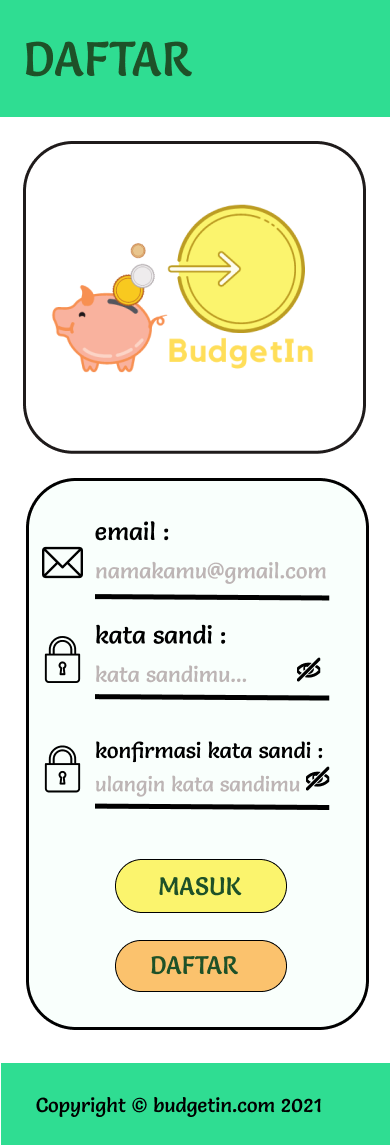 DAFTAR
BudgetIn
email :
namakamu@gmail.com
kata sandi :
kata sandimu...
konfirmasi kata sandi :
ulangin kata sandimu
MASUK
DAFTAR
Copyright © budgetin.com 2021